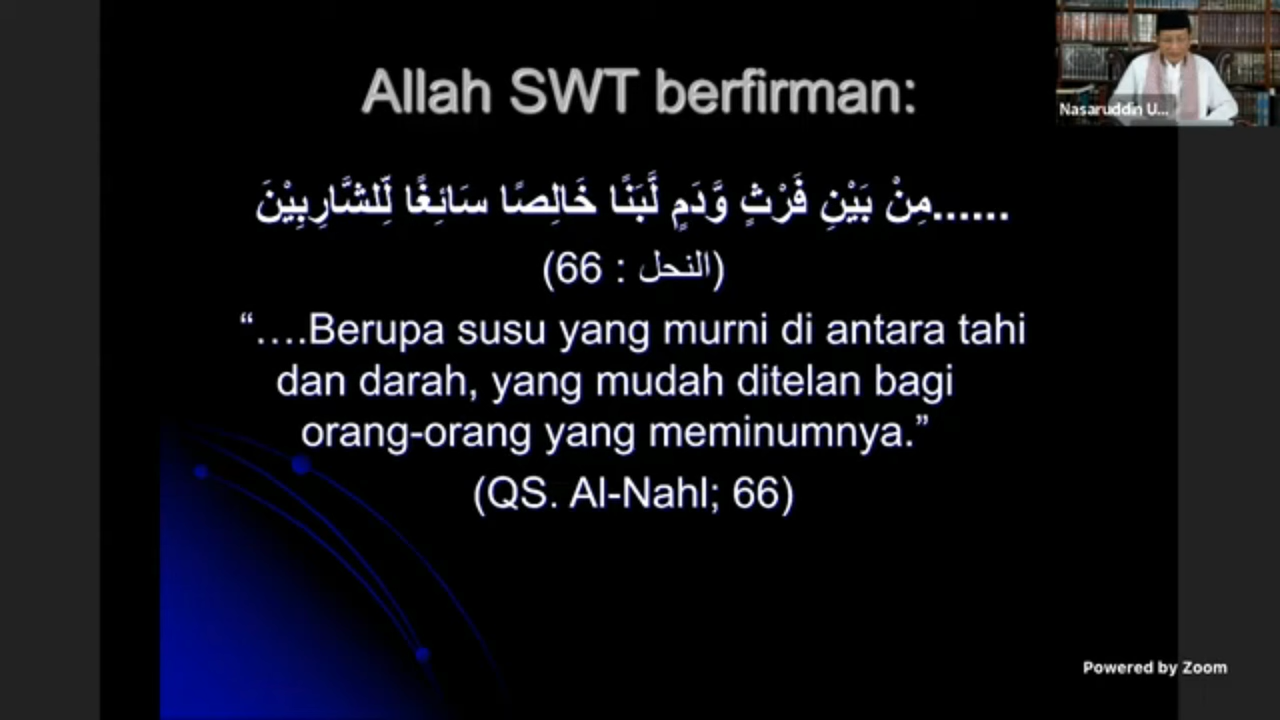 Allah SWT berfirman:
Nasaruddin U...
......مِنْ بَيْنِ فَرْثٍ وَّدَمٍ لَّبَنًا خَالِصًا سَائِغًا لِّلشَّارِبِيْنَ
(النحل : 66)
“….Berupa susu yang murni di antara tahi
dan darah, yang mudah ditelan bagi
orang-orang yang meminumnya.”
(QS. Al-Nahl; 66)
Powered by Zoom